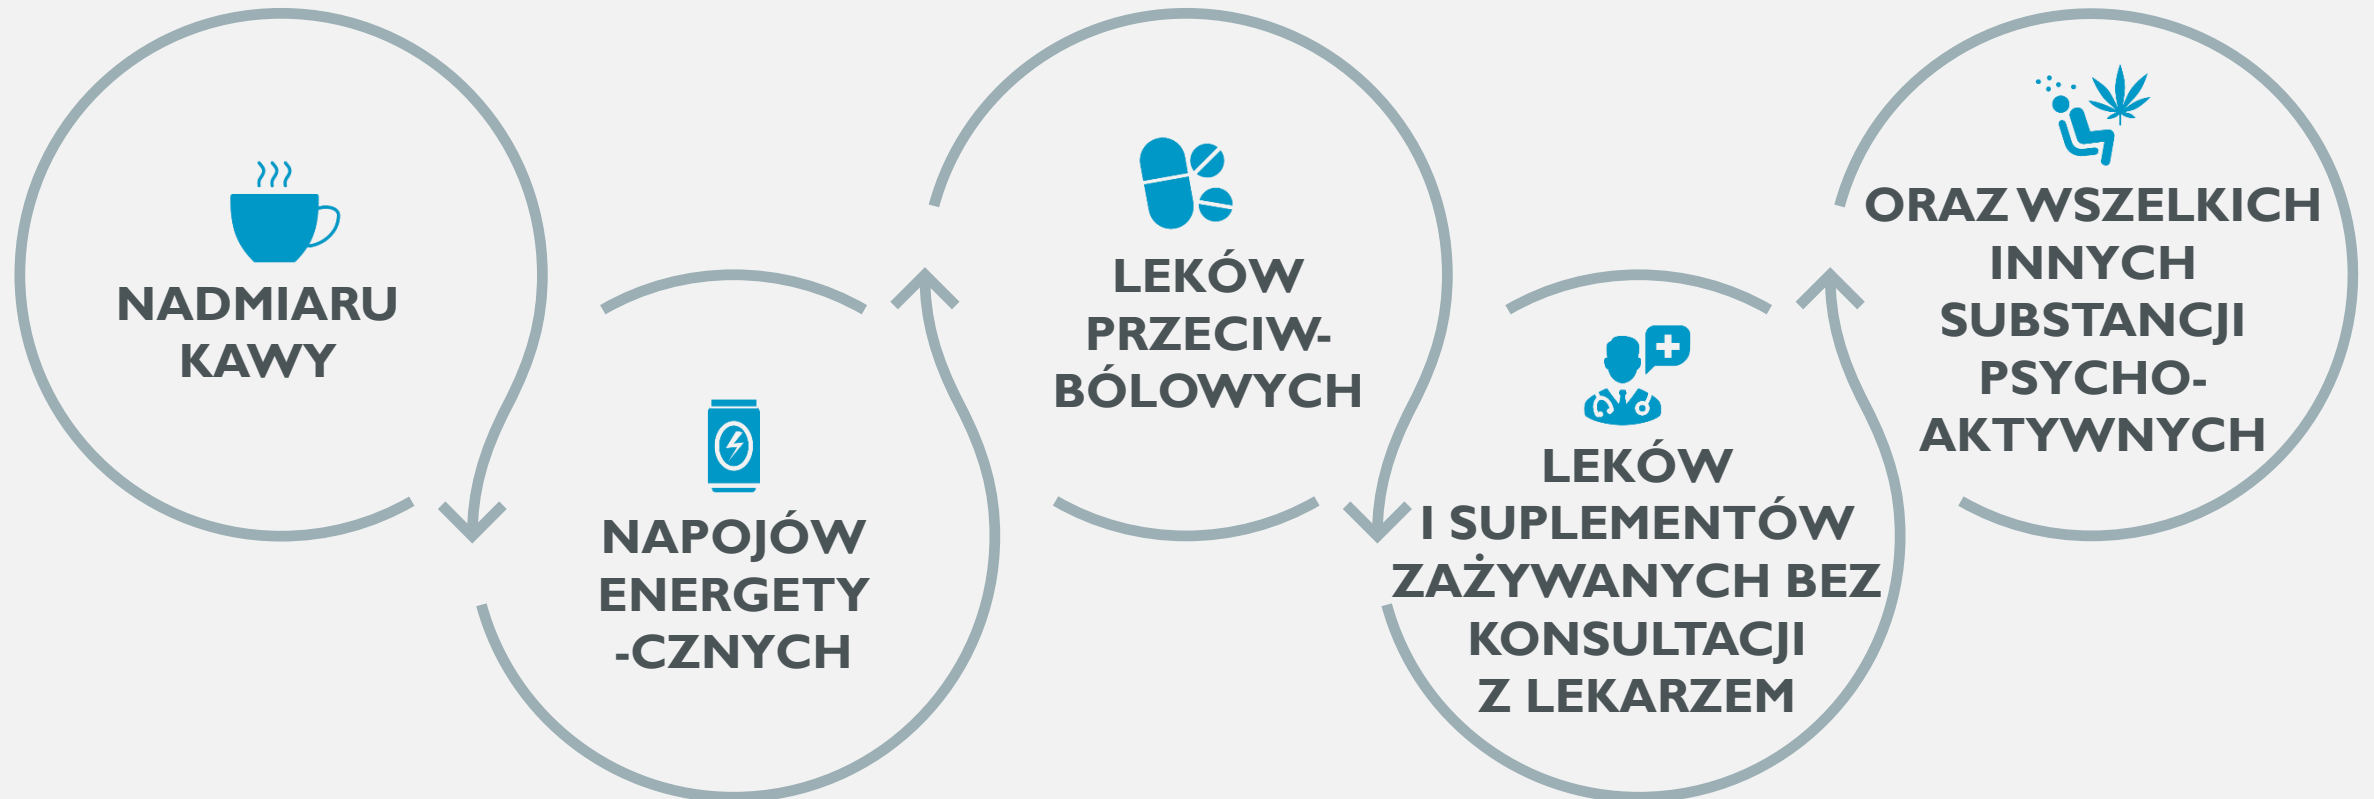 NADMIARU
KAWY
NAPOJÓW
ENERGETY
-CZNYCH
LEKÓW
PRZECIW-
BÓLOWYCH
LEKÓW
I SUPLEMENTÓW
ZAŻYWANYCH BEZ
KONSULTACJI
Z LEKARZEM
ORAZ WSZELKICH
INNYCH
SUBSTANCJI
PSYCHO-
AKTYWNYCH